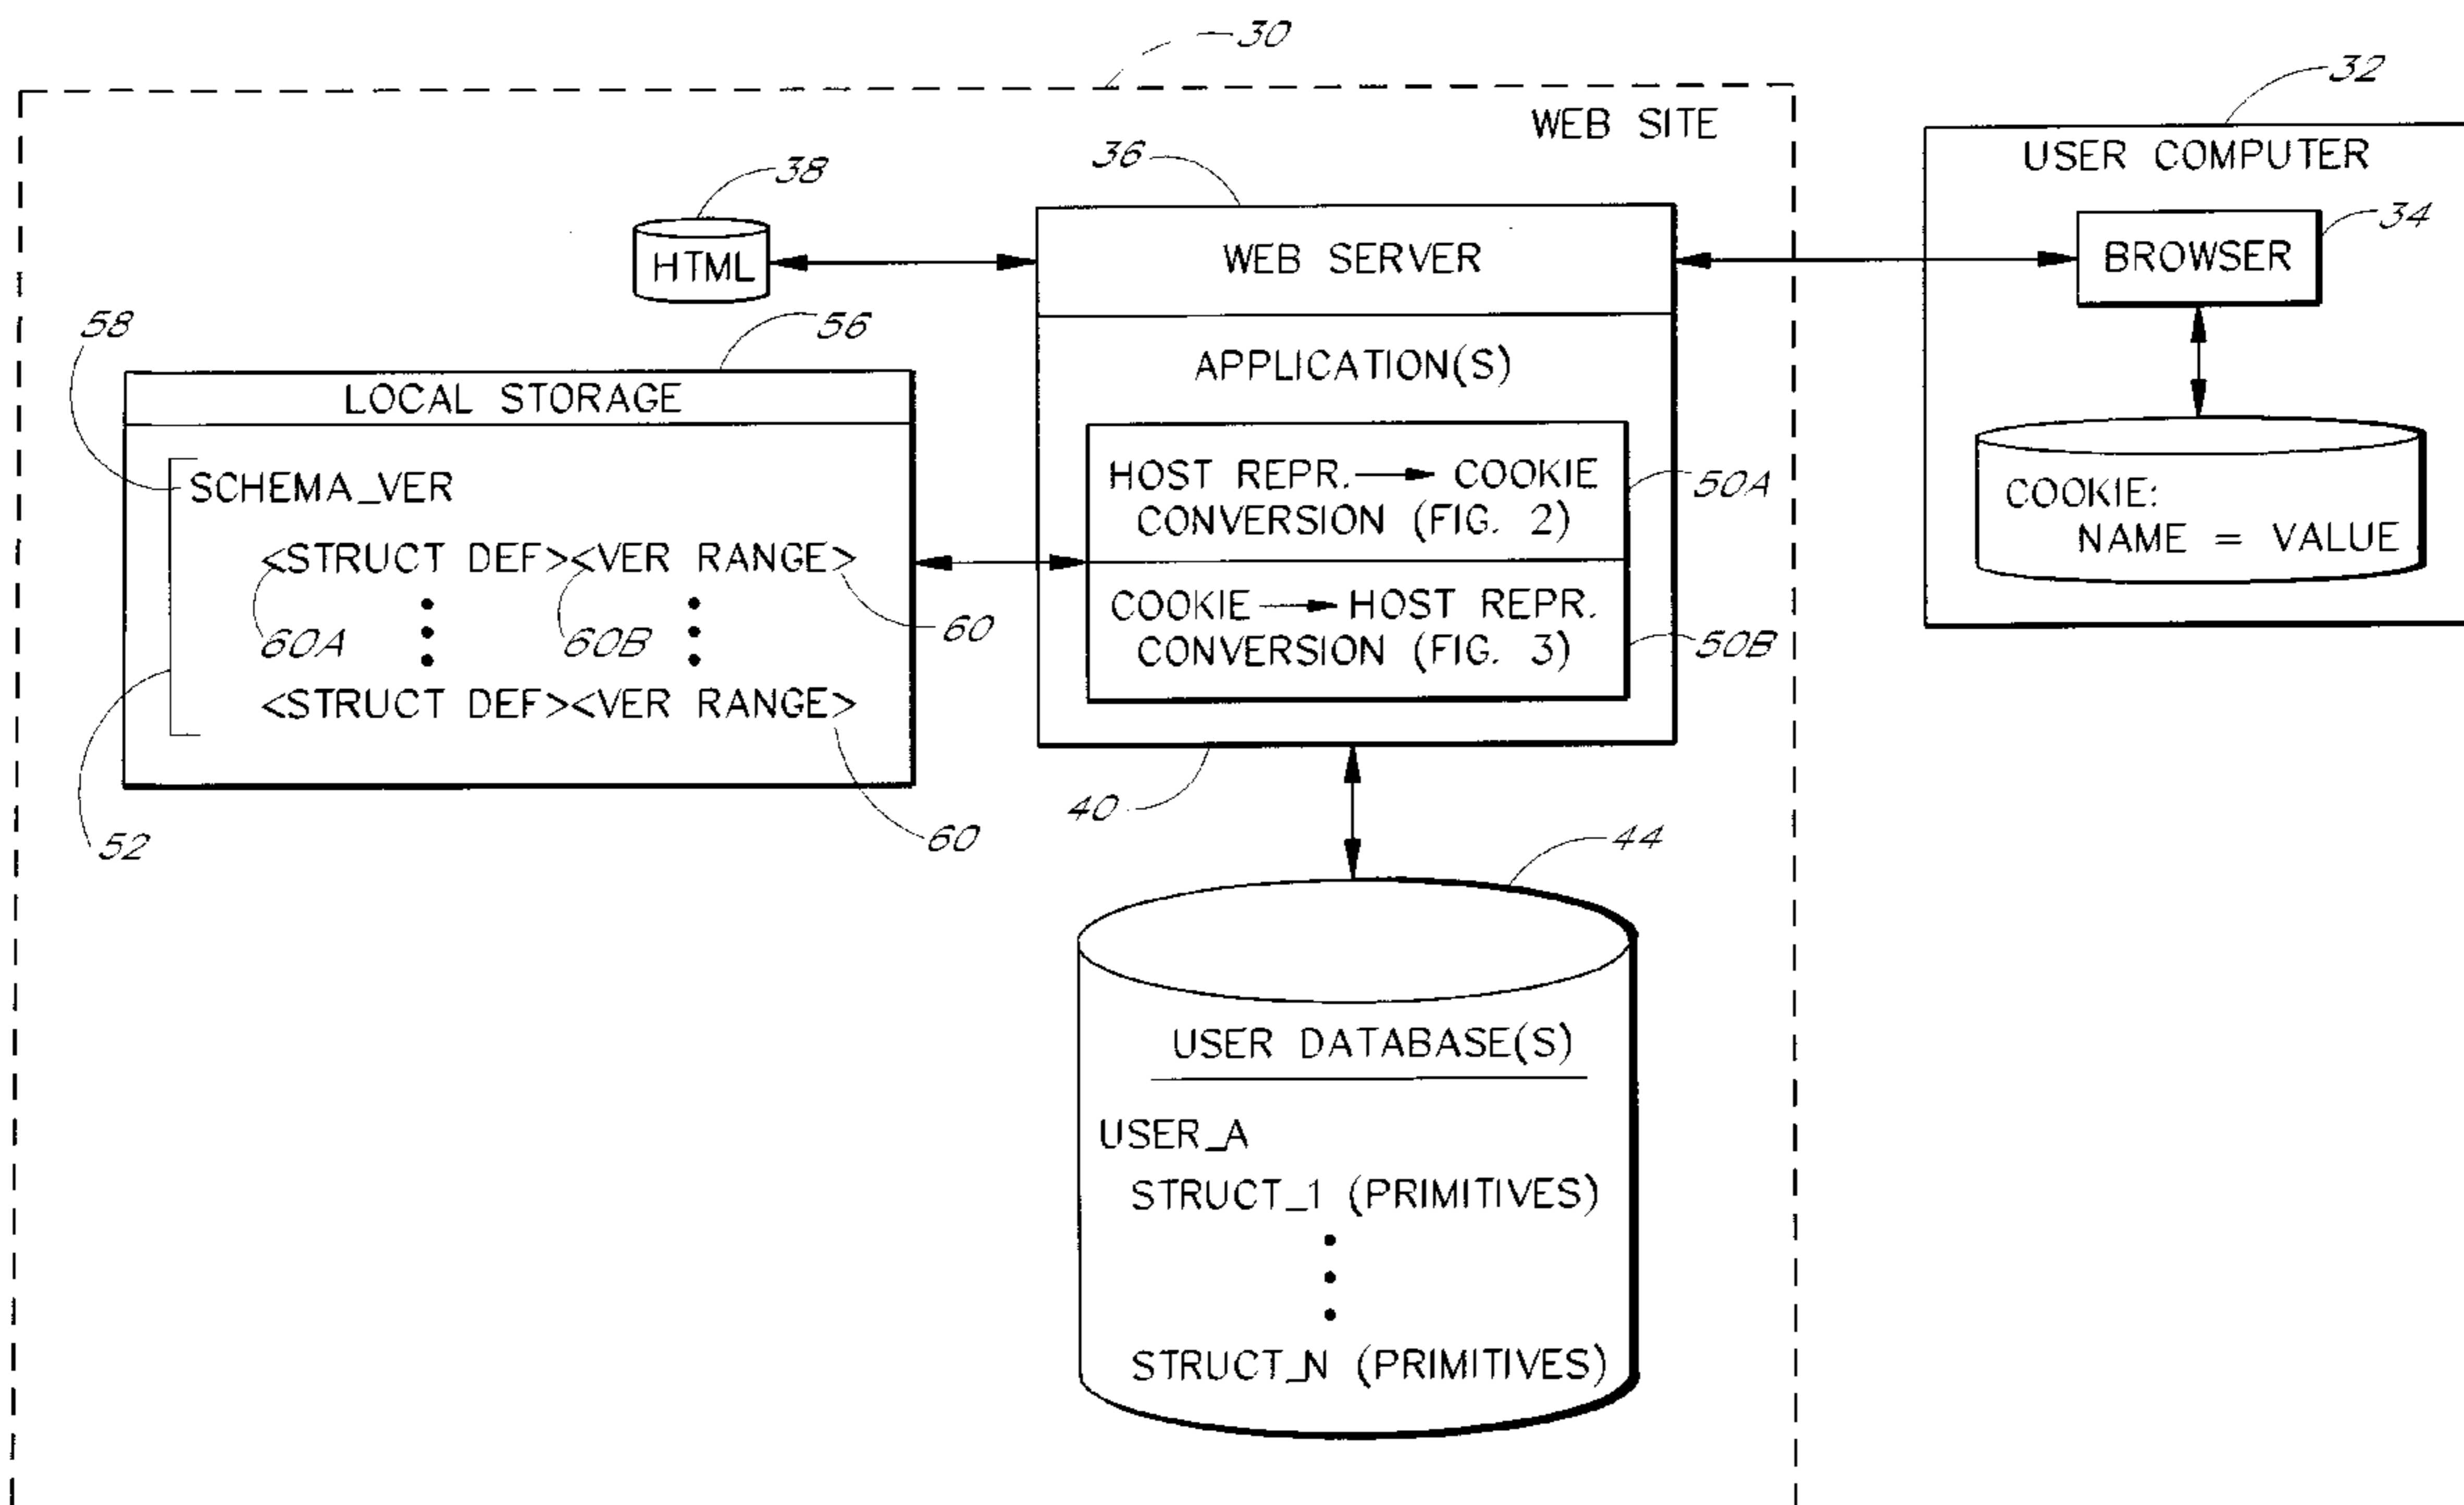 30
WEB SITE
32
USER COMPUTER
34
BROWSER
COOKIE:
NAME = VALUE
36
WEB SERVER
38
HTML
APPLICATION(S)
HOST REPR. → COOKIE
CONVERSION (FIG. 2)
50A
COOKIE → HOST REPR.
CONVERSION (FIG. 3)
50B
40
58
56
LOCAL STORAGE
SCHEMA_VER
<STRUCT DEF><VER RANGE>
60A
60B
60
<STRUCT DEF><VER RANGE>
52
60
44
USER DATABASE(S)
USER_A
STRUCT_1 (PRIMITIVES)
STRUCT_N (PRIMITIVES)